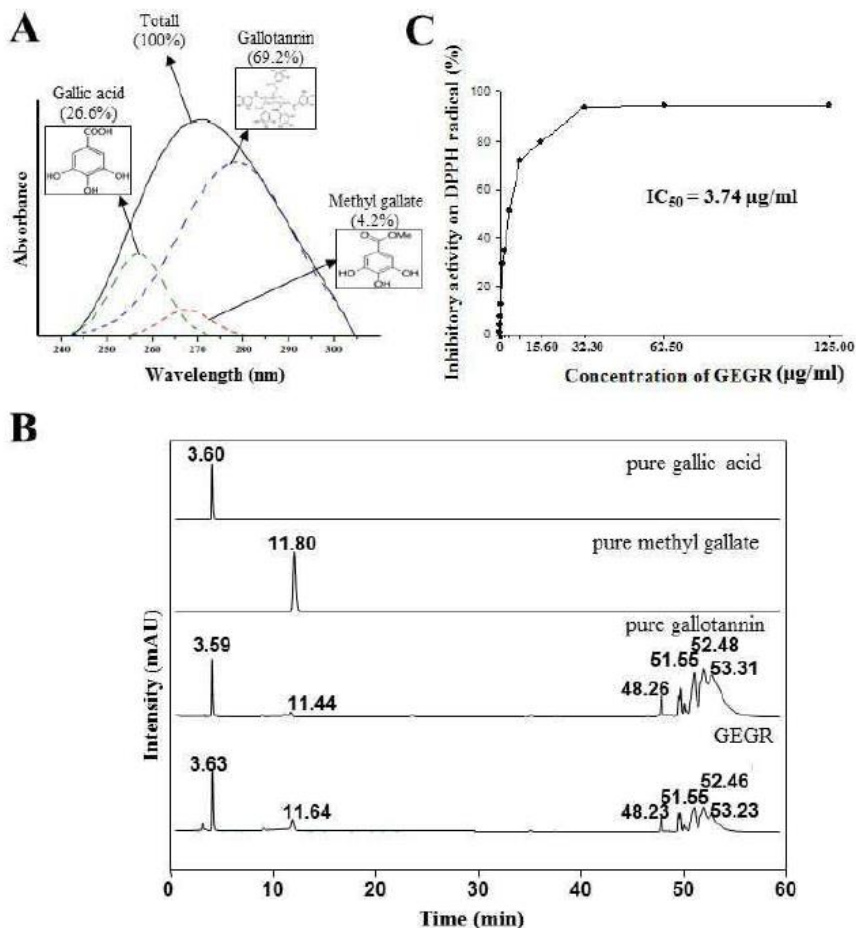 A
Totall
(100%)
Gallotannin
(69.2%)
Gallic acid
(26.6%)
COOH
HO
OH
OH
Methyl gallate
(4.2%)
O
OMe
HO
OH
OH
Absorbance
240 250 260 270 280 290 300
Wavelength (nm)
C
Inhibitory activity on DPPH radical (%)
100
80
60
40
20
0
IC50 = 3.74 µg/ml
0 15.60 32.30 62.50 125.00
Concentration of GEGR (µg/ml)
B
3.60
pure gallic acid
11.80
pure methyl gallate
pure gallotannin
3.59
11.44
48.26
51.55
52.48
53.31
GEGR
3.63
11.64
48.23
51.55
52.46
53.23
Intensity (mAU)
0 10 20 30 40 50 60
Time (min)